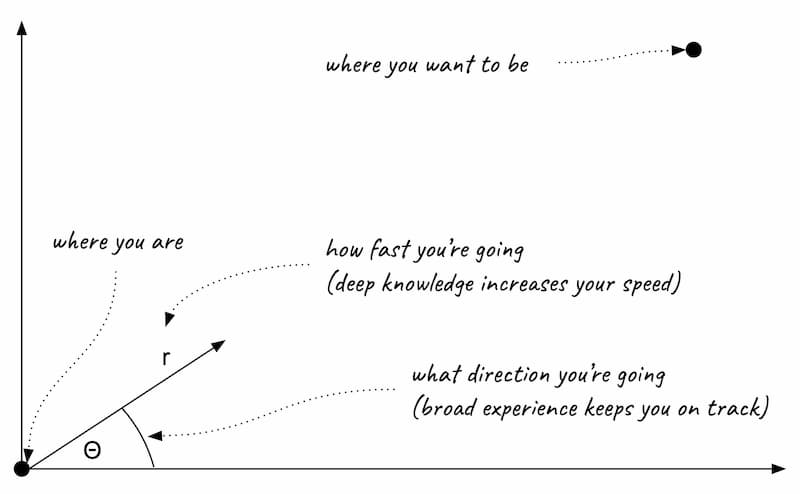 where you want to be
where you are
how fast you're going
(deep knowledge increases your speed)
r
what direction you're going
(broad experience keeps you on track)
Θ